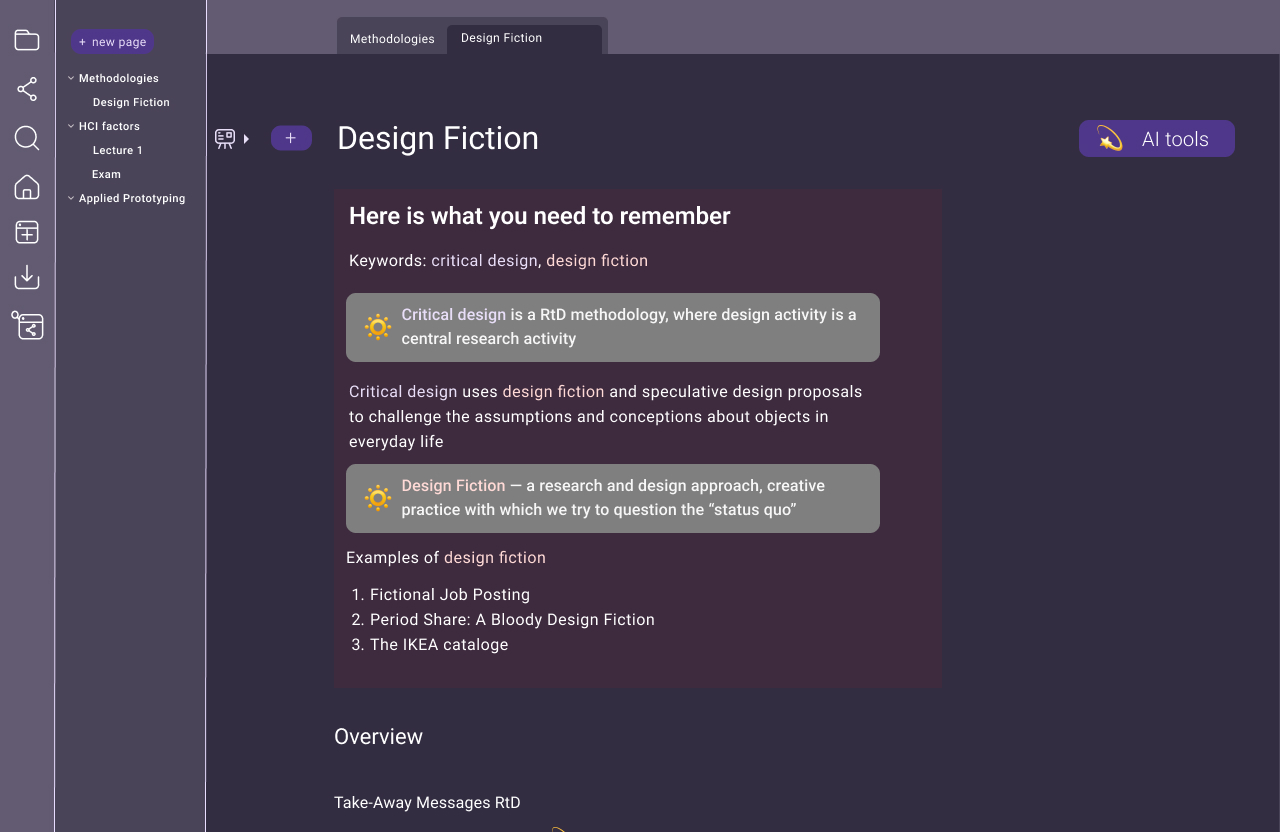 Methodologies
Design Fiction
+ new page
Methodologies
Design Fiction
HCI factors
Lecture 1
Exam
Applied Prototyping
+
Design Fiction
AI tools
Here is what you need to remember
Keywords: critical design, design fiction
Critical design is a RtD methodology, where design activity is a
central research activity
Critical design uses design fiction and speculative design proposals
to challenge the assumptions and conceptions about objects in
everyday life
Design Fiction — a research and design approach, creative
practice with which we try to question the “status quo”
Examples of design fiction
1. Fictional Job Posting
2. Period Share: A Bloody Design Fiction
3. The IKEA cataloge
Overview
Take-Away Messages RtD